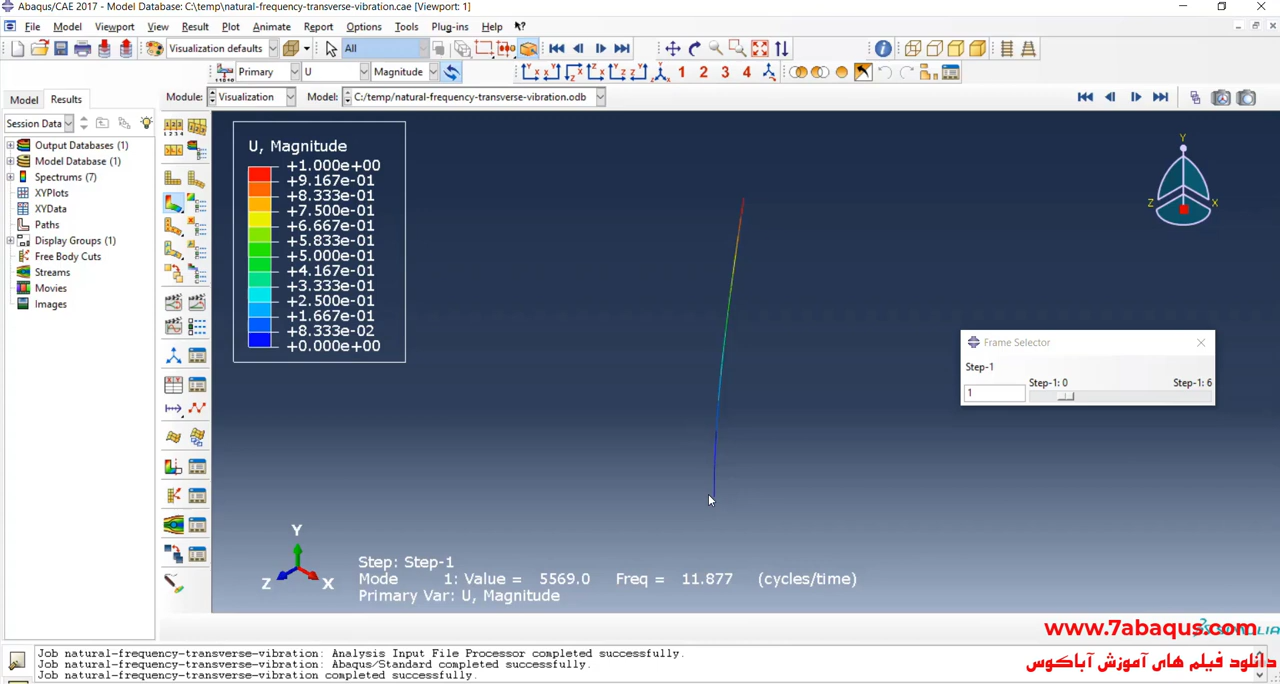 Abaqus/CAE 2017 - Model Database: C:\temp\natural-frequency-transverse-vibration.cae [Viewport: 1]
File Model Viewport View Result Plot Animate Report Options Tools Plug-ins Help
Visualization defaults All
Primary U Magnitude 1 2 3 4
Model Results Module: Visualization Model: C:/temp/natural-frequency-transverse-vibration.odb
Session Data
Output Databases (1)
Model Database (1)
Spectrums (7)
XYPlots
XYData
Paths
Display Groups (1)
Free Body Cuts
Streams
Movies
Images
U, Magnitude
+1.000e+00
+9.167e-01
+8.333e-01
+7.500e-01
+6.667e-01
+5.833e-01
+5.000e-01
+4.167e-01
+3.333e-01
+2.500e-01
+1.667e-01
+8.333e-02
+0.000e+00
Y
Z X
Frame Selector
Step-1
Step-1: 0 Step-1: 6
1
Y
Z X
Step: Step-1
Mode 1: Value = 5569.0 Freq = 11.877 (cycles/time)
Primary Var: U, Magnitude
www.7abaqus.com
دانلود فیلم های آموزش آباکوس
Job natural-frequency-transverse-vibration: Analysis Input File Processor completed successfully.
Job natural-frequency-transverse-vibration: Abaqus/Standard completed successfully.
Job natural-frequency-transverse-vibration completed successfully.